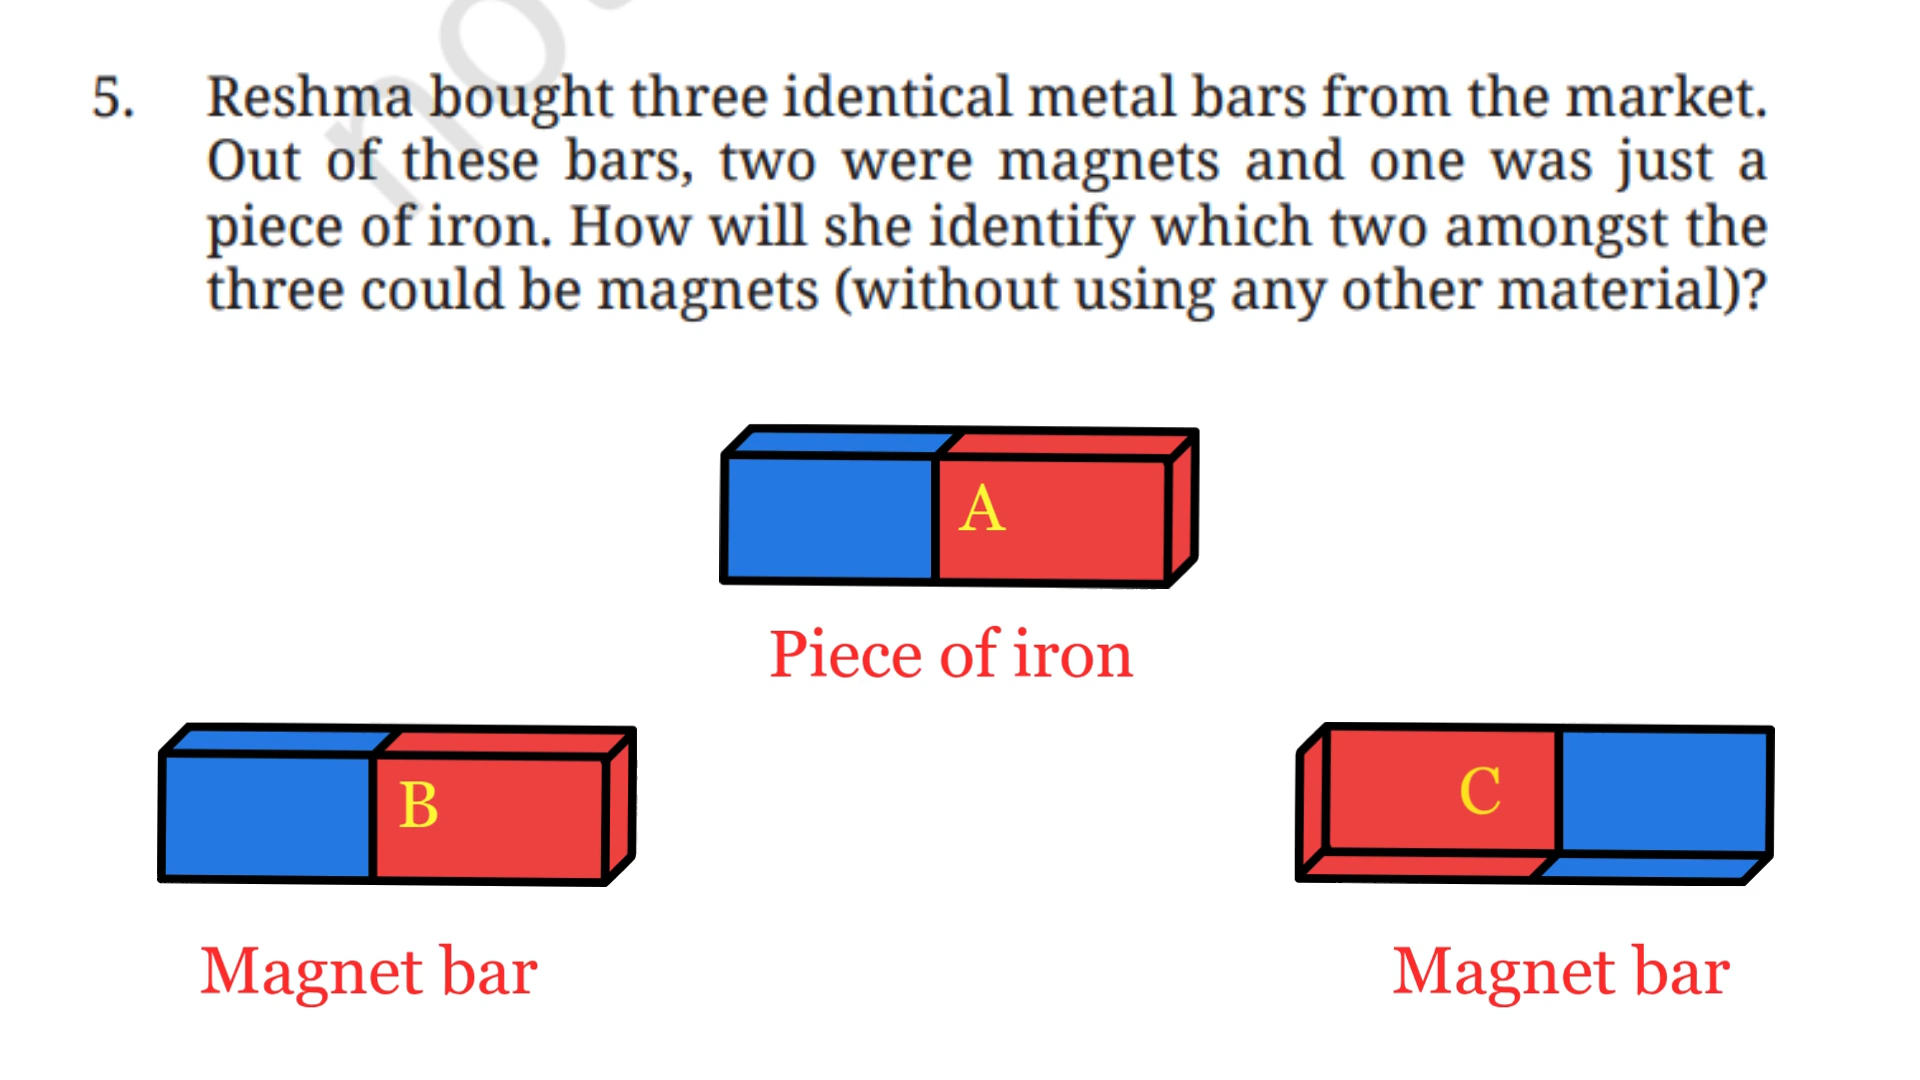 5. Reshma bought three identical metal bars from the market.
Out of these bars, two were magnets and one was just a
piece of iron. How will she identify which two amongst the
three could be magnets (without using any other material)?
A
Piece of iron
B
C
Magnet bar
Magnet bar